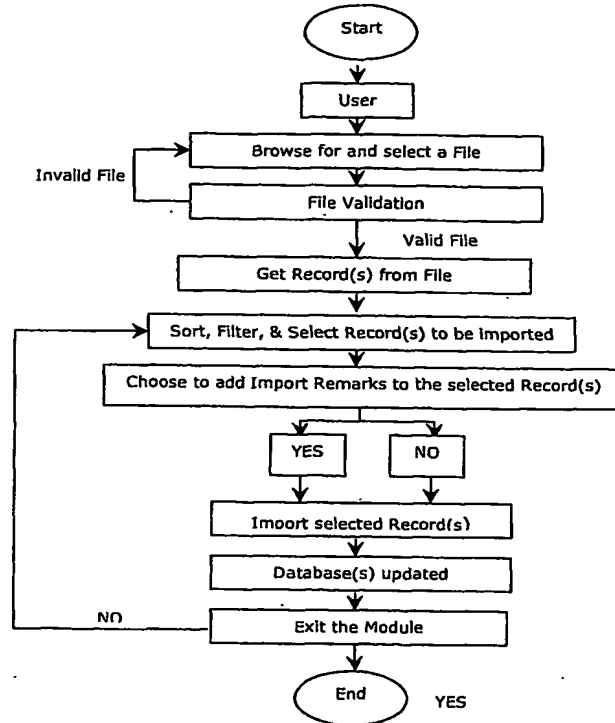 Start
User
Browse for and select a File
Invalid File
File Validation
Valid File
Get Record(s) from File
Sort, Filter, & Select Record(s) to be imported
Choose to add Import Remarks to the selected Record(s)
YES
NO
Import selected Record(s)
Database(s) updated
NO
Exit the Module
End
YES